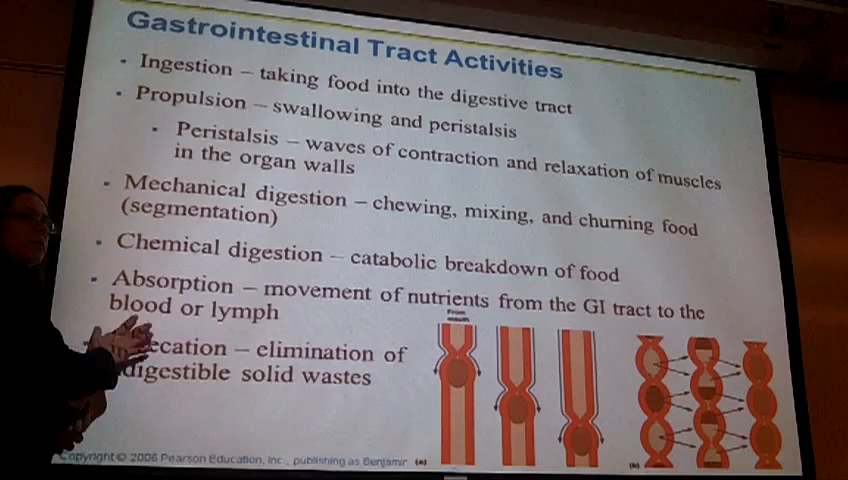 Gastrointestinal Tract Activities
• Ingestion – taking food into the digestive tract
• Propulsion – swallowing and peristalsis
• Peristalsis – waves of contraction and relaxation of muscles
in the organ walls
• Mechanical digestion – chewing, mixing, and churning food
(segmentation)
• Chemical digestion – catabolic breakdown of food
• Absorption – movement of nutrients from the GI tract to the
blood or lymph
ecation – elimination of
digestible solid wastes
From
mouth
Copyright © 2006 Pearson Education, Inc., publishing as Benjamin
(a)
(b)